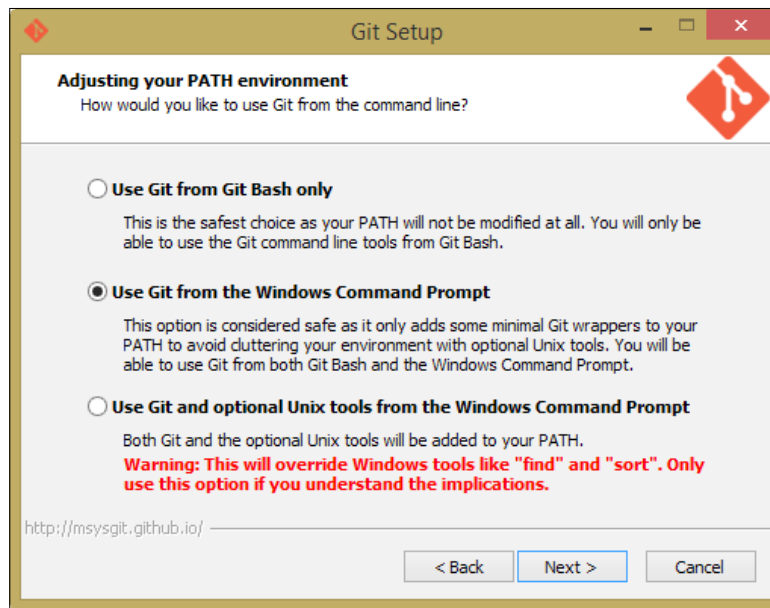 Git Setup
Adjusting your PATH environment
How would you like to use Git from the command line?
Use Git from Git Bash only
This is the safest choice as your PATH will not be modified at all. You will only be
able to use the Git command line tools from Git Bash.
Use Git from the Windows Command Prompt
This option is considered safe as it only adds some minimal Git wrappers to your
PATH to avoid cluttering your environment with optional Unix tools. You will be
able to use Git from both Git Bash and the Windows Command Prompt.
Use Git and optional Unix tools from the Windows Command Prompt
Both Git and the optional Unix tools will be added to your PATH.
Warning: This will override Windows tools like "find" and "sort". Only
use this option if you understand the implications.
http://msysgit.github.io/
< Back Next > Cancel